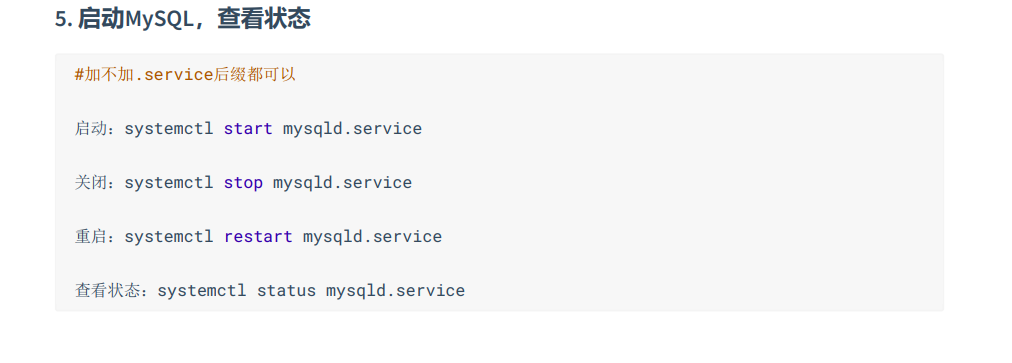 5. 启动MySQL，查看状态
#加不加.service后缀都可以
启动：systemctl start mysqld.service
关闭：systemctl stop mysqld.service
重启：systemctl restart mysqld.service
查看状态：systemctl status mysqld.service